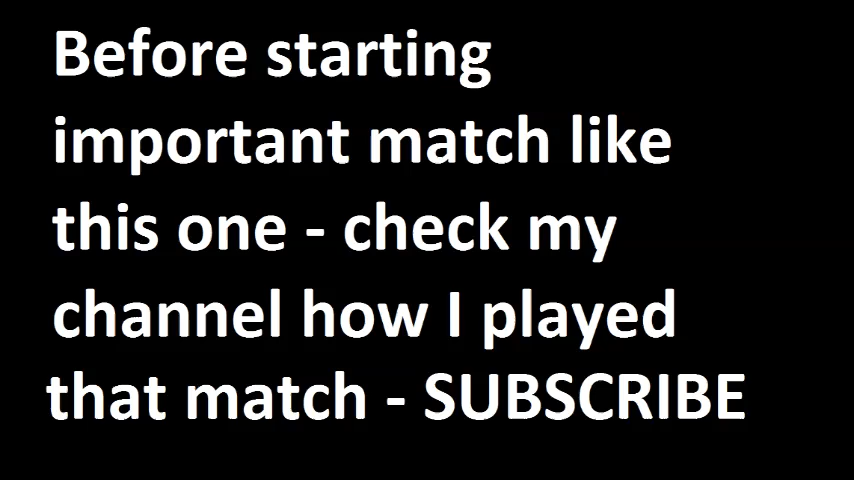 Before starting
important match like
this one - check my
channel how I played
that match - SUBSCRIBE